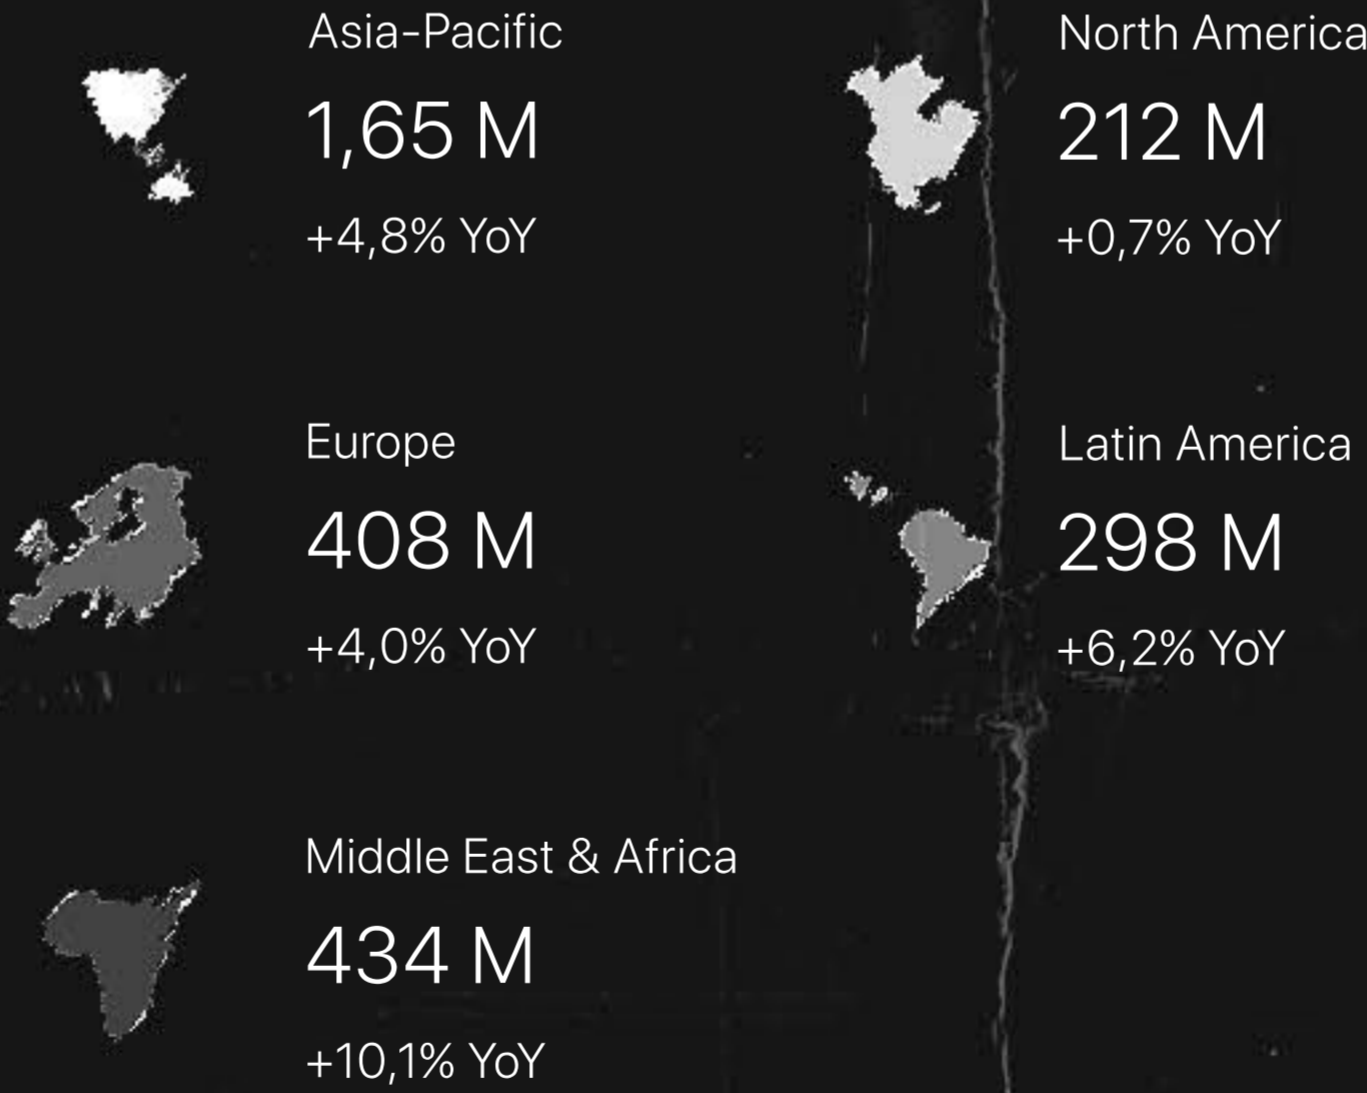 Asia-Pacific
1,65 M
+4,8% YoY
North America
212 M
+0,7% YoY
Europe
408 M
+4,0% YoY
Latin America
298 M
+6,2% YoY
Middle East & Africa
434 M
+10,1% YoY